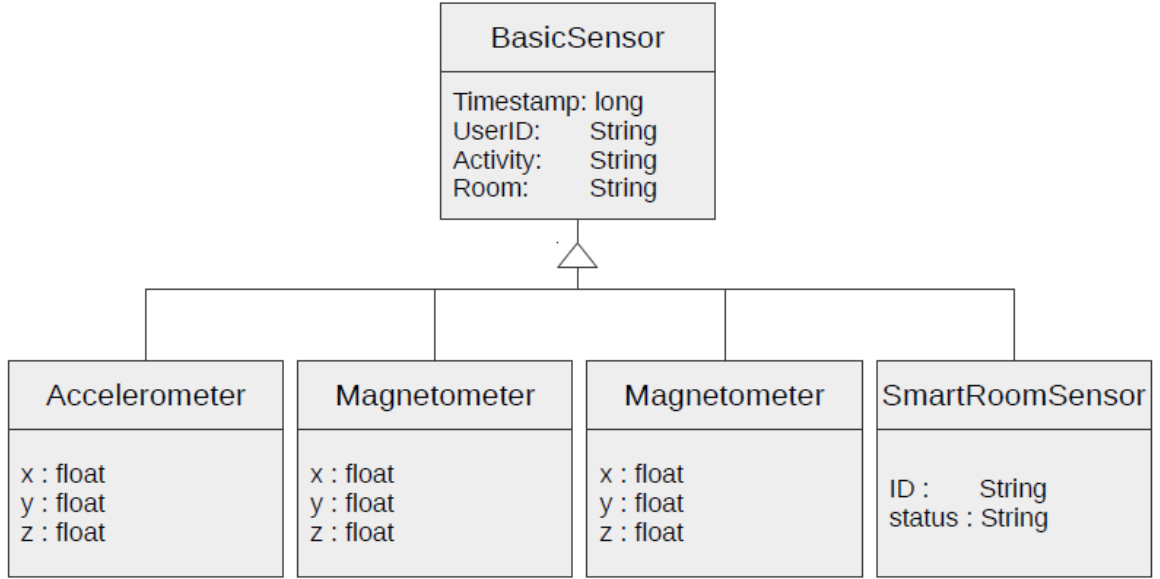 BasicSensor
Timestamp: long
UserID: String
Activity: String
Room: String
Accelerometer
x : float
y : float
z : float
Magnetometer
x : float
y : float
z : float
Magnetometer
x : float
y : float
z : float
SmartRoomSensor
ID : String
status : String